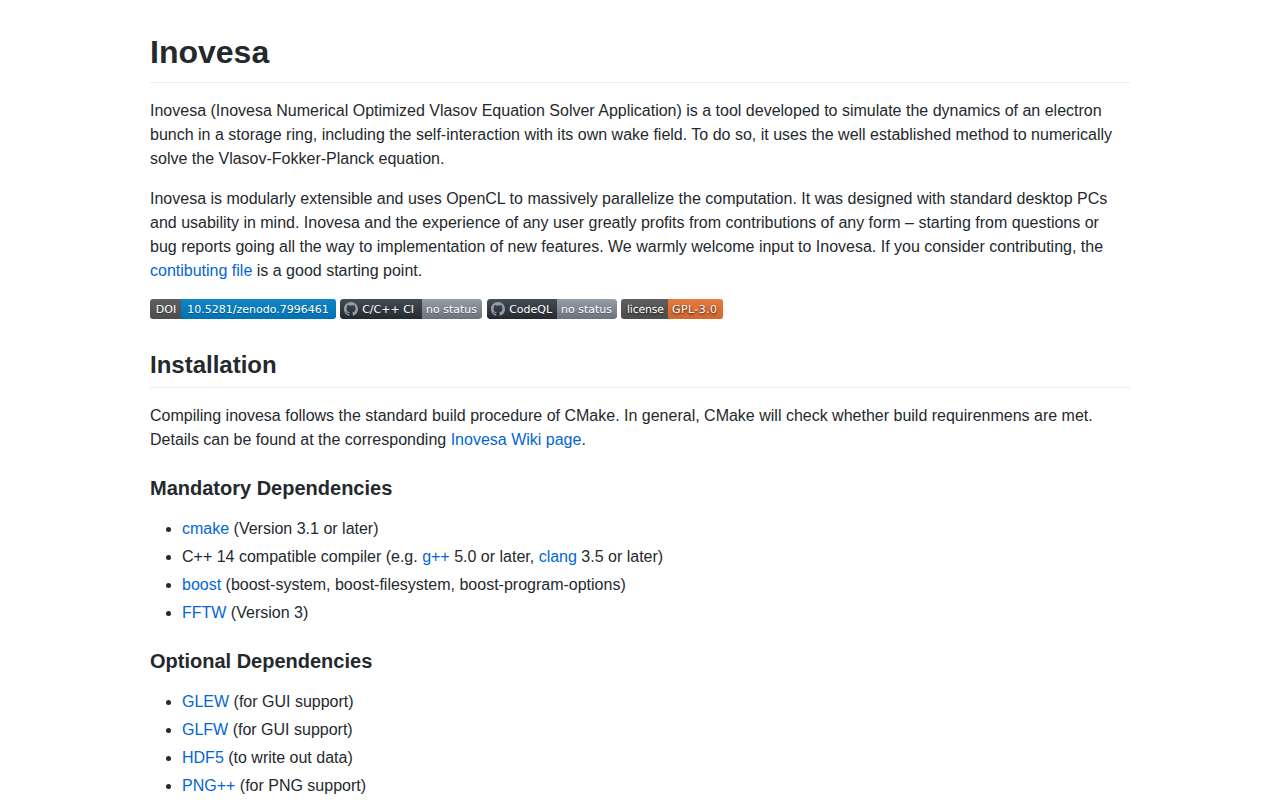 Inovesa
Inovesa (Inovesa Numerical Optimized Vlasov Equation Solver Application) is a tool developed to simulate the dynamics of an electron
bunch in a storage ring, including the self-interaction with its own wake field. To do so, it uses the well established method to numerically
solve the Vlasov-Fokker-Planck equation.
Inovesa is modularly extensible and uses OpenCL to massively parallelize the computation. It was designed with standard desktop PCs
and usability in mind. Inovesa and the experience of any user greatly profits from contributions of any form – starting from questions or
bug reports going all the way to implementation of new features. We warmly welcome input to Inovesa. If you consider contributing, the
contibuting file is a good starting point.
DOI 10.5281/zenodo.7996461 C/C++ CI no status CodeQL no status license GPL-3.0
Installation
Compiling inovesa follows the standard build procedure of CMake. In general, CMake will check whether build requirenmens are met.
Details can be found at the corresponding Inovesa Wiki page.
Mandatory Dependencies
• cmake (Version 3.1 or later)
• C++ 14 compatible compiler (e.g. g++ 5.0 or later, clang 3.5 or later)
• boost (boost-system, boost-filesystem, boost-program-options)
• FFTW (Version 3)
Optional Dependencies
• GLEW (for GUI support)
• GLFW (for GUI support)
• HDF5 (to write out data)
• PNG++ (for PNG support)